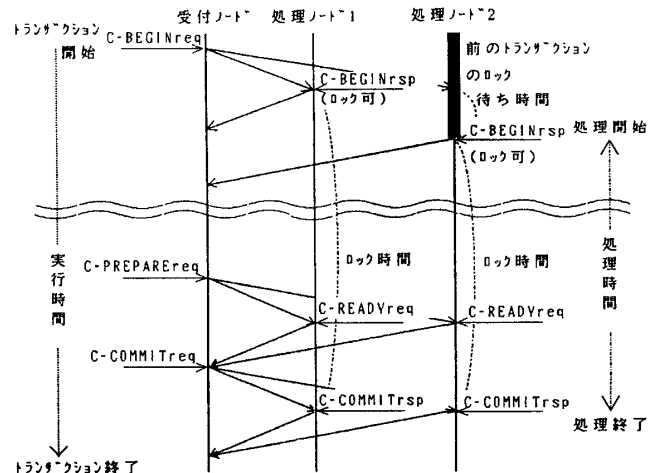 受付ノード 処理ノード1 処理ノード2
トランザクション開始
C-BEGINreq
前のトランザクションのロック
待ち時間
C-BEGINrsp
(ロック可)
C-BEGINrsp
(ロック可)
処理開始
実行時間
ロック時間
ロック時間
処理時間
C-PREPAREreq
C-READYreq
C-READYreq
C-COMMITreq
C-COMMITrsp
C-COMMITrsp
処理終了
トランザクション終了